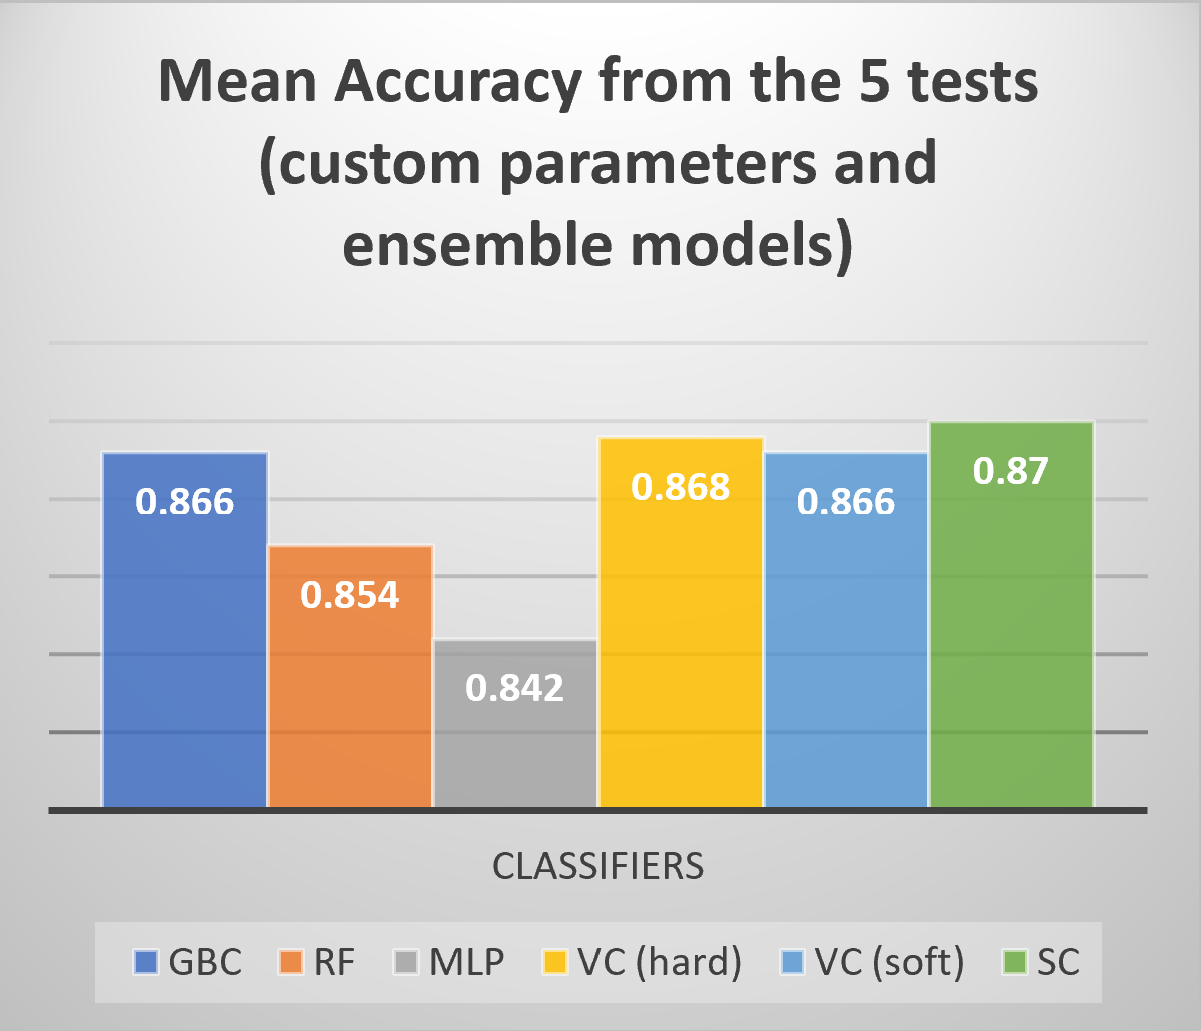 Mean Accuracy from the 5 tests
(custom parameters and
ensemble models)
0.866
0.854
0.842
0.868
0.866
0.87
CLASSIFIERS
GBC RF MLP VC (hard) VC (soft) SC